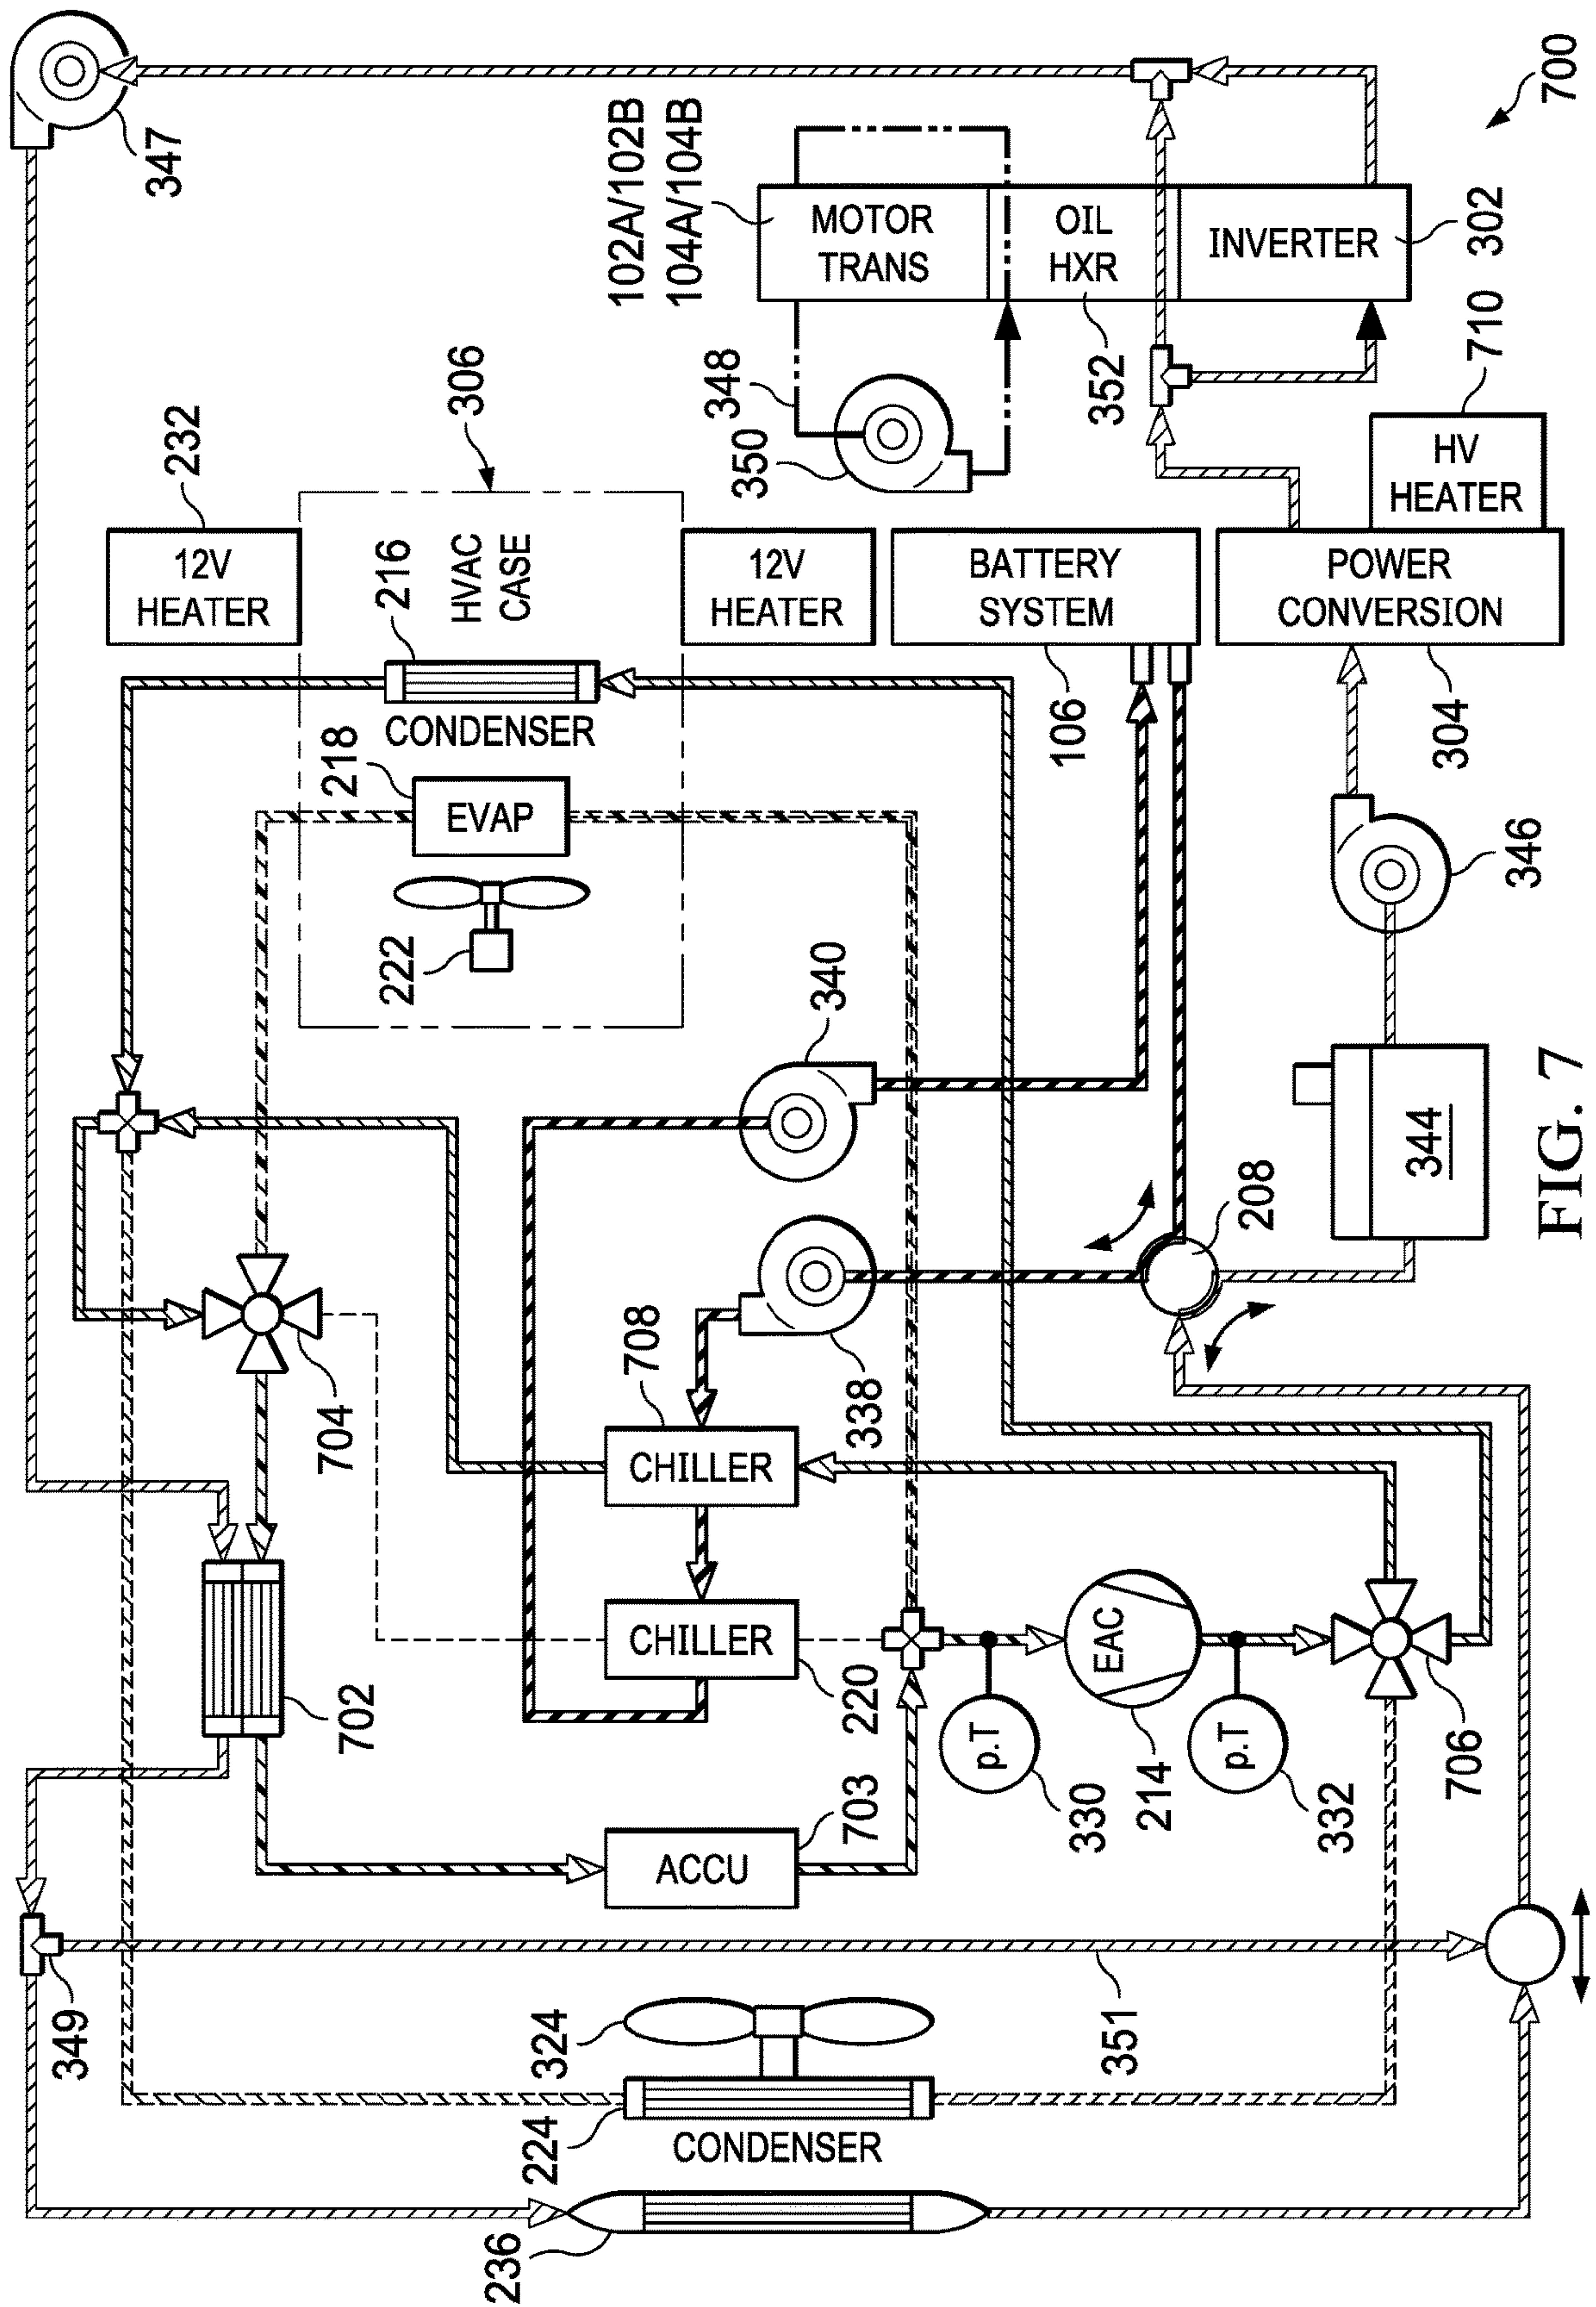 347
700
102A/102B
104A/104B
MOTOR
TRANS
OIL
HXR
INVERTER
302
352
348
350
306
232
12V
HEATER
HVAC
CASE
216
CONDENSER
218
EVAP
222
12V
HEATER
BATTERY
SYSTEM
106
710
HV
HEATER
POWER
CONVERSION
304
346
340
344
208
338
704
708
CHILLER
CHILLER
220
702
703
ACCU
p.T
330
EAC
214
p.T
332
706
349
351
324
224
CONDENSER
236
FIG. 7